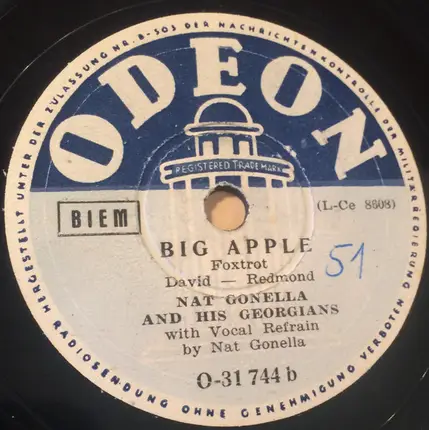 HERGESTELLT UNTER DER ZULASSUNG NR. B-503 DER NACHRICHTENKONTROLLE DER MILITÄRREGIERUNG
ODEON
REGISTERED TRADE MARK
BIEM
(L-Ce 8608)
BIG APPLE
Foxtrot
David — Redmond
51
NAT GONELLA
AND HIS GEORGIANS
with Vocal Refrain
by Nat Gonella
O-31 744 b
RADIOSENDUNG OHNE GENEHMIGUNG VERBOTEN